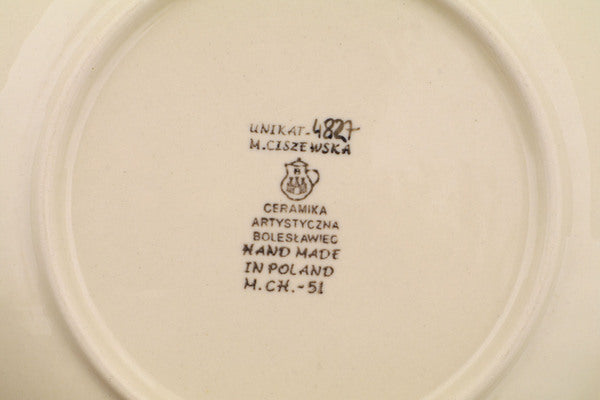 UNIKAT-4827
M.CISZEWSKA
CERAMIKA
ARTYSTYCZNA
BOLESŁAWIEC
HAND MADE
IN POLAND
M.CH.-51